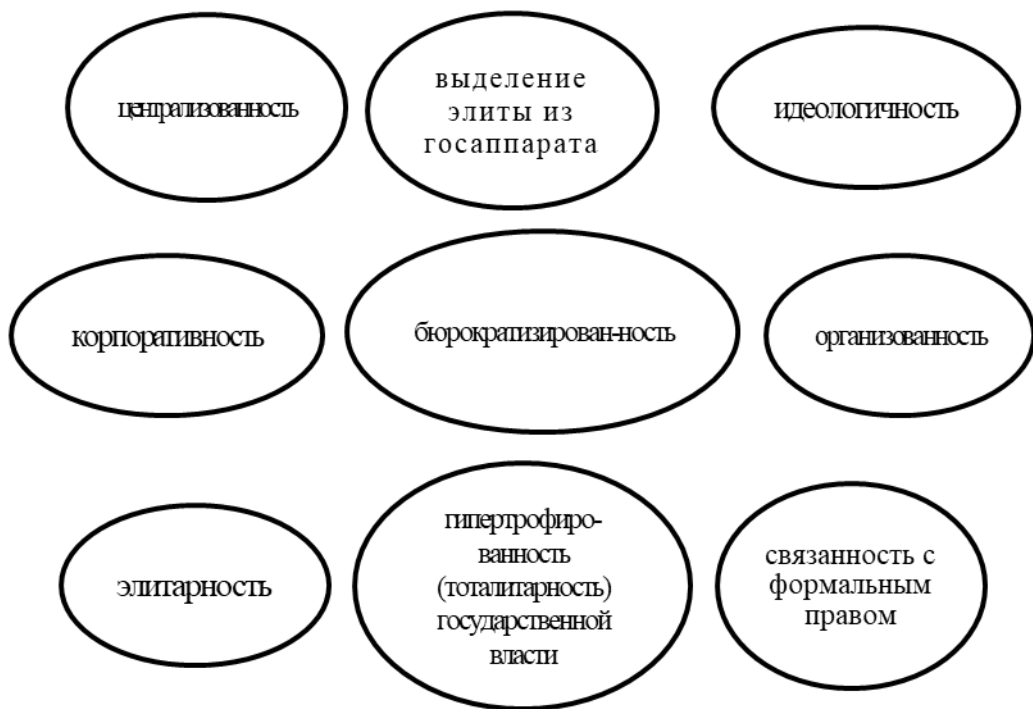 централизованность
выделение
элиты из
госаппарата
идеологичность
корпоративность
бюрократизирован-ность
организованность
элитарность
гипертрофиро-
ванность
(тоталитарность)
государственной
власти
связанность с
формальным
правом